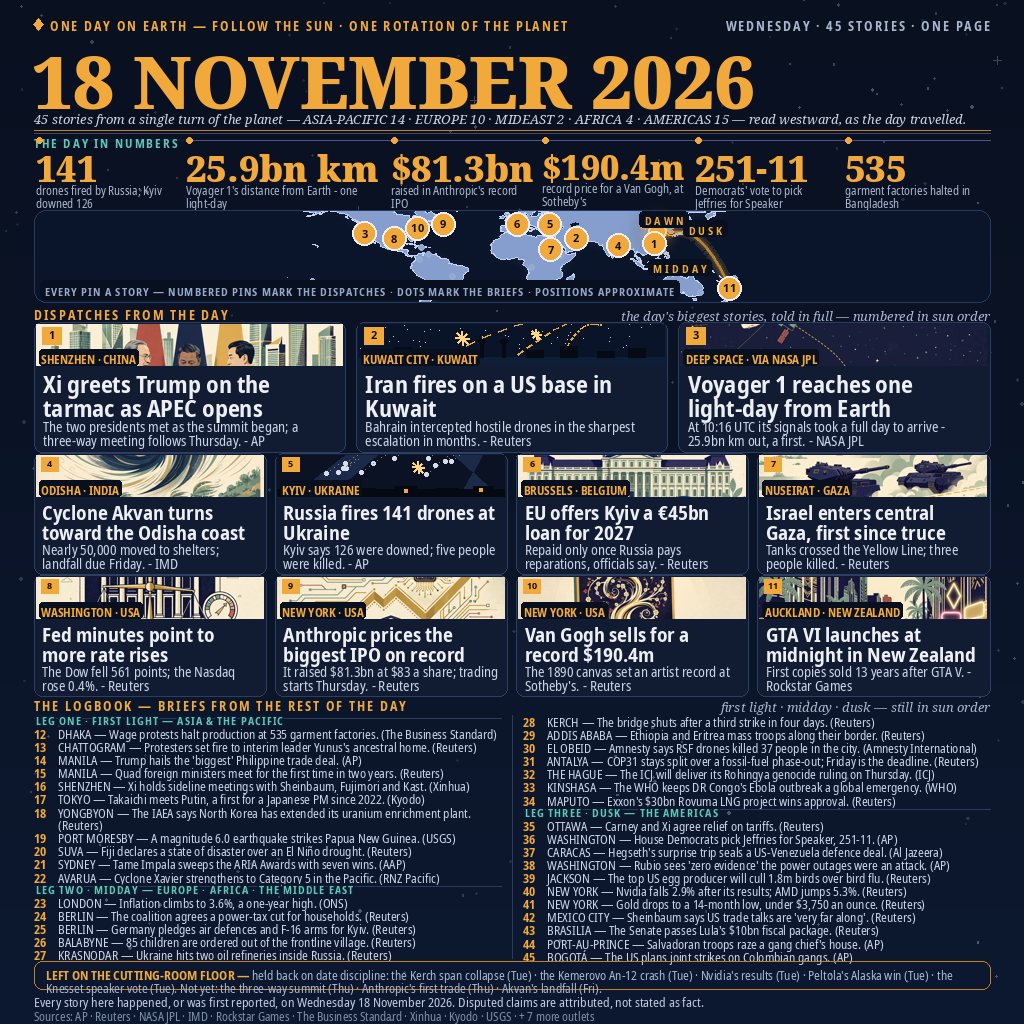 ONE DAY ON EARTH — FOLLOW THE SUN · ONE ROTATION OF THE PLANET
WEDNESDAY · 45 STORIES · ONE PAGE
18 NOVEMBER 2026
45 stories from a single turn of the planet — ASIA-PACIFIC 14 · EUROPE 10 · MIDEAST 2 · AFRICA 4 · AMERICAS 15 — read westward, as the day travelled.
THE DAY IN NUMBERS
141
drones fired by Russia; Kyiv
downed 126
25.9bn km
Voyager 1's distance from Earth - one
light-day
$81.3bn
raised in Anthropic's record
IPO
$190.4m
record price for a Van Gogh, at
Sotheby's
251-11
Democrats' vote to pick
Jeffries for Speaker
535
garment factories halted in
Bangladesh
3
8
10
9
6
5
7
2
4
1
11
DAWN
DUSK
MIDDAY
EVERY PIN A STORY — NUMBERED PINS MARK THE DISPATCHES · DOTS MARK THE BRIEFS · POSITIONS APPROXIMATE
DISPATCHES FROM THE DAY
the day's biggest stories, told in full — numbered in sun order
1
SHENZHEN · CHINA
Xi greets Trump on the
tarmac as APEC opens
The two presidents met as the summit began; a
three-way meeting follows Thursday. - AP
2
KUWAIT CITY · KUWAIT
Iran fires on a US base in
Kuwait
Bahrain intercepted hostile drones in the sharpest
escalation in months. - Reuters
3
DEEP SPACE · VIA NASA JPL
Voyager 1 reaches one
light-day from Earth
At 10:16 UTC its signals took a full day to arrive -
25.9bn km out, a first. - NASA JPL
4
ODISHA · INDIA
Cyclone Akvan turns
toward the Odisha coast
Nearly 50,000 moved to shelters;
landfall due Friday. - IMD
5
KYIV · UKRAINE
Russia fires 141 drones at
Ukraine
Kyiv says 126 were downed; five people
were killed. - AP
6
BRUSSELS · BELGIUM
EU offers Kyiv a €45bn
loan for 2027
Repaid only once Russia pays
reparations, officials say. - Reuters
7
NUSEIRAT · GAZA
Israel enters central
Gaza, first since truce
Tanks crossed the Yellow Line; three
people killed. - Reuters
8
WASHINGTON · USA
Fed minutes point to
more rate rises
The Dow fell 561 points; the Nasdaq
rose 0.4%. - Reuters
9
NEW YORK · USA
Anthropic prices the
biggest IPO on record
It raised $81.3bn at $83 a share; trading
starts Thursday. - Reuters
10
NEW YORK · USA
Van Gogh sells for a
record $190.4m
The 1890 canvas set an artist record at
Sotheby's. - Reuters
11
AUCKLAND · NEW ZEALAND
GTA VI launches at
midnight in New Zealand
First copies sold 13 years after GTA V. -
Rockstar Games
THE LOGBOOK — BRIEFS FROM THE REST OF THE DAY
first light · midday · dusk — still in sun order
LEG ONE · FIRST LIGHT — ASIA & THE PACIFIC
12 DHAKA — Wage protests halt production at 535 garment factories. (The Business Standard)
13 CHATTOGRAM — Protesters set fire to interim leader Yunus's ancestral home. (Reuters)
14 MANILA — Trump hails the 'biggest' Philippine trade deal. (AP)
15 MANILA — Quad foreign ministers meet for the first time in two years. (Reuters)
16 SHENZHEN — Xi holds sideline meetings with Sheinbaum, Fujimori and Kast. (Xinhua)
17 TOKYO — Takaichi meets Putin, a first for a Japanese PM since 2022. (Kyodo)
18 YONGBYON — The IAEA says North Korea has extended its uranium enrichment plant.
(Reuters)
19 PORT MORESBY — A magnitude 6.0 earthquake strikes Papua New Guinea. (USGS)
20 SUVA — Fiji declares a state of disaster over an El Niño drought. (Reuters)
21 SYDNEY — Tame Impala sweeps the ARIA Awards with seven wins. (AAP)
22 AVARUA — Cyclone Xavier strengthens to Category 5 in the Pacific. (RNZ Pacific)
LEG TWO · MIDDAY — EUROPE · AFRICA · THE MIDDLE EAST
23 LONDON — Inflation climbs to 3.6%, a one-year high. (ONS)
24 BERLIN — The coalition agrees a power-tax cut for households. (Reuters)
25 BERLIN — Germany pledges air defences and F-16 arms for Kyiv. (Reuters)
26 BALABYNE — 85 children are ordered out of the frontline village. (Reuters)
27 KRASNODAR — Ukraine hits two oil refineries inside Russia. (Reuters)
28 KERCH — The bridge shuts after a third strike in four days. (Reuters)
29 ADDIS ABABA — Ethiopia and Eritrea mass troops along their border. (Reuters)
30 EL OBEID — Amnesty says RSF drones killed 37 people in the city. (Amnesty International)
31 ANTALYA — COP31 stays split over a fossil-fuel phase-out; Friday is the deadline. (Reuters)
32 THE HAGUE — The ICJ will deliver its Rohingya genocide ruling on Thursday. (ICJ)
33 KINSHASA — The WHO keeps DR Congo's Ebola outbreak a global emergency. (WHO)
34 MAPUTO — Exxon's $30bn Rovuma LNG project wins approval. (Reuters)
LEG THREE · DUSK — THE AMERICAS
35 OTTAWA — Carney and Xi agree relief on tariffs. (Reuters)
36 WASHINGTON — House Democrats pick Jeffries for Speaker, 251-11. (AP)
37 CARACAS — Hegseth's surprise trip seals a US-Venezuela defence deal. (Al Jazeera)
38 WASHINGTON — Rubio sees 'zero evidence' the power outages were an attack. (AP)
39 JACKSON — The top US egg producer will cull 1.8m birds over bird flu. (Reuters)
40 NEW YORK — Nvidia falls 2.9% after its results; AMD jumps 5.3%. (Reuters)
41 NEW YORK — Gold drops to a 14-month low, under $3,750 an ounce. (Reuters)
42 MEXICO CITY — Sheinbaum says US trade talks are 'very far along'. (Reuters)
43 BRASILIA — The Senate passes Lula's $10bn fiscal package. (Reuters)
44 PORT-AU-PRINCE — Salvadoran troops raze a gang chief's house. (AP)
45 BOGOTA — The US plans joint strikes on Colombian gangs. (AP)
LEFT ON THE CUTTING-ROOM FLOOR — held back on date discipline: the Kerch span collapse (Tue) · the Kemerovo An-12 crash (Tue) · Nvidia's results (Tue) · Peltola's Alaska win (Tue) · the
Knesset speaker vote (Tue). Not yet: the three-way summit (Thu) · Anthropic's first trade (Thu) · Akvan's landfall (Fri).
Every story here happened, or was first reported, on Wednesday 18 November 2026. Disputed claims are attributed, not stated as fact.
Sources: AP · Reuters · NASA JPL · IMD · Rockstar Games · The Business Standard · Xinhua · Kyodo · USGS · + 7 more outlets